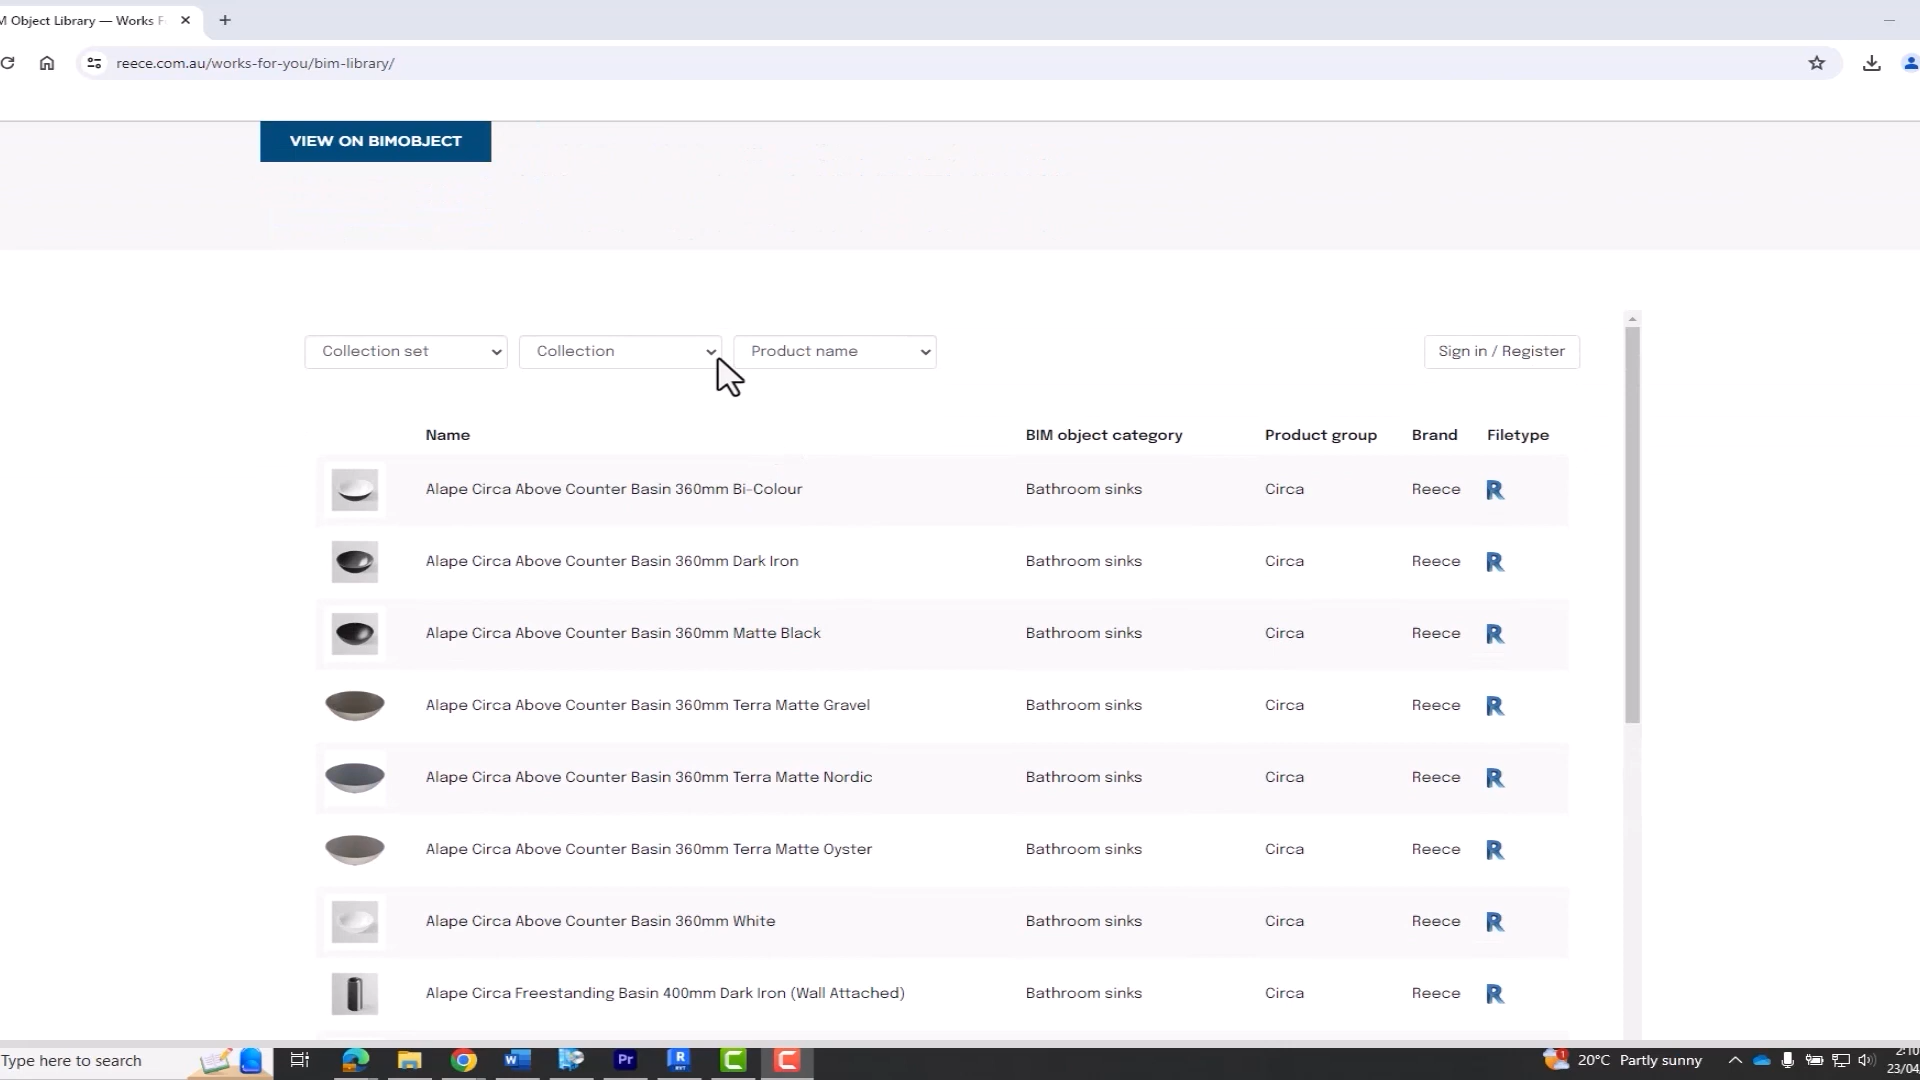 M Object Library — Works F
reece.com.au/works-for-you/bim-library/
VIEW ON BIMOBJECT
Collection set Collection Product name Sign in / Register
Name BIM object category Product group Brand Filetype
Alape Circa Above Counter Basin 360mm Bi-Colour Bathroom sinks Circa Reece R
Alape Circa Above Counter Basin 360mm Dark Iron Bathroom sinks Circa Reece R
Alape Circa Above Counter Basin 360mm Matte Black Bathroom sinks Circa Reece R
Alape Circa Above Counter Basin 360mm Terra Matte Gravel Bathroom sinks Circa Reece R
Alape Circa Above Counter Basin 360mm Terra Matte Nordic Bathroom sinks Circa Reece R
Alape Circa Above Counter Basin 360mm Terra Matte Oyster Bathroom sinks Circa Reece R
Alape Circa Above Counter Basin 360mm White Bathroom sinks Circa Reece R
Alape Circa Freestanding Basin 400mm Dark Iron (Wall Attached) Bathroom sinks Circa Reece R
Type here to search W Pr R RVT C C 1 20°C Partly sunny 2:10
23/04